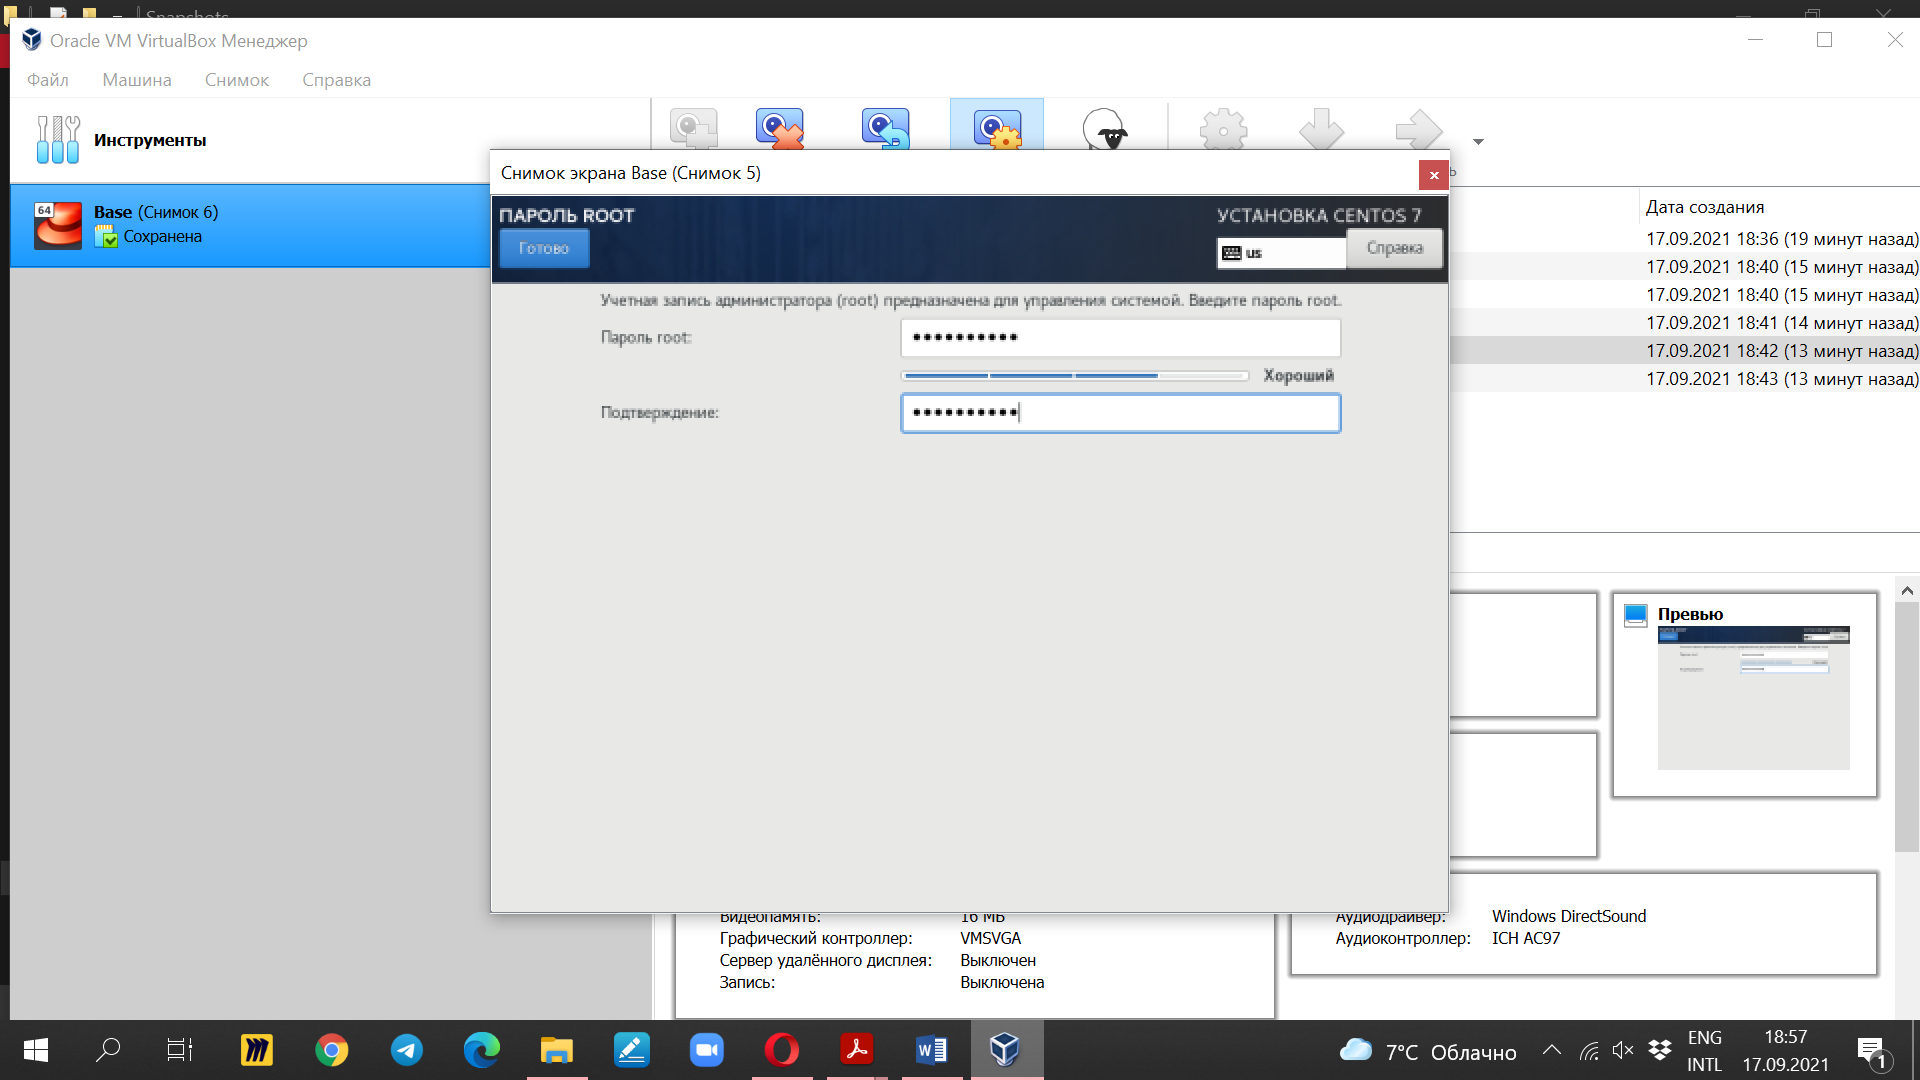 Snapshots
Oracle VM VirtualBox Менеджер
Файл Машина Снимок Справка
Инструменты
64
Base (Снимок 6)
Сохранена
Снимок экрана Base (Снимок 5)
ПАРОЛЬ ROOT
УСТАНОВКА CENTOS 7
Готово
us
Справка
Учетная запись администратора (root) предназначена для управления системой. Введите пароль root.
Пароль root:
Хороший
Подтверждение:
Дата создания
17.09.2021 18:36 (19 минут назад)
17.09.2021 18:40 (15 минут назад)
17.09.2021 18:40 (15 минут назад)
17.09.2021 18:41 (14 минут назад)
17.09.2021 18:42 (13 минут назад)
17.09.2021 18:43 (13 минут назад)
Превью
Видеопамять: 16 МБ
Графический контроллер: VMSVGA
Сервер удалённого дисплея: Выключен
Запись: Выключена
Аудиодрайвер: Windows DirectSound
Аудиоконтроллер: ICH AC97
7°C Облачно
ENG
INTL
18:57
17.09.2021
1